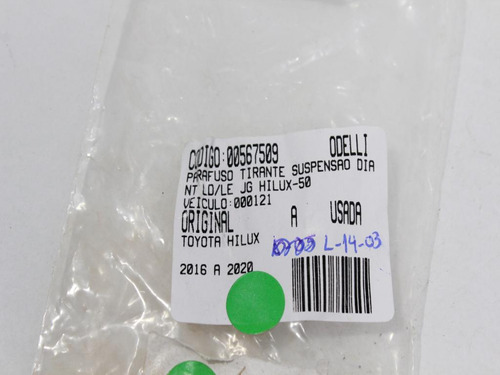 CODIGO:00567509 ODELLI
PARAFUSO TIRANTE SUSPENSAO DIA
NT LD/LE JG HILUX-50
VEICULO:000121
ORIGINAL A USADA
TOYOTA HILUX L-14-03
2016 A 2020